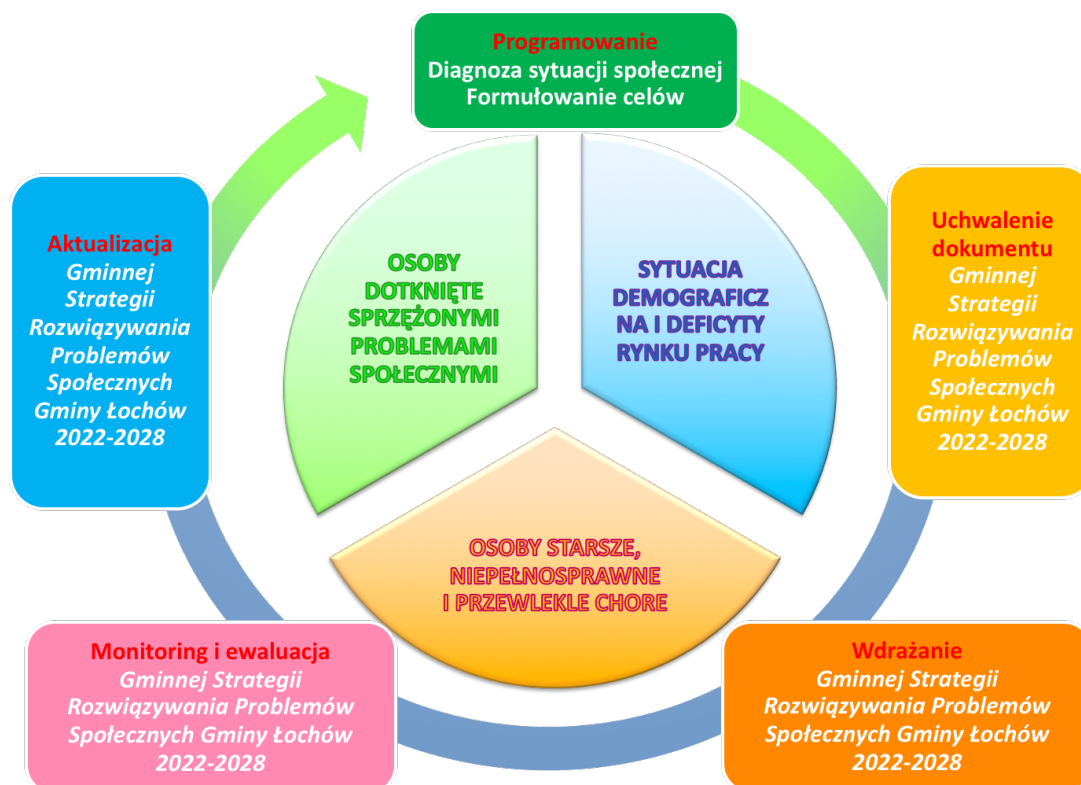 Programowanie
Diagnoza sytuacji społecznej
Formułowanie celów
Uchwalenie
dokumentu
Gminnej
Strategii
Rozwiązywania
Problemów
Społecznych
Gminy Łochów
2022-2028
Wdrażanie
Gminnej Strategii
Rozwiązywania Problemów
Społecznych Gminy Łochów
2022-2028
Monitoring i ewaluacja
Gminnej Strategii
Rozwiązywania Problemów
Społecznych Gminy Łochów
2022-2028
Aktualizacja
Gminnej
Strategii
Rozwiązywania
Problemów
Społecznych
Gminy Łochów
2022-2028
OSOBY
DOTKNIĘTE
SPRZĘŻONYMI
PROBLEMAMI
SPOŁECZNYMI
SYTUACJA
DEMOGRAFICZ
NA I DEFICYTY
RYNKU PRACY
OSOBY STARSZE,
NIEPEŁNOSPRAWNE
I PRZEWLEKLE CHORE